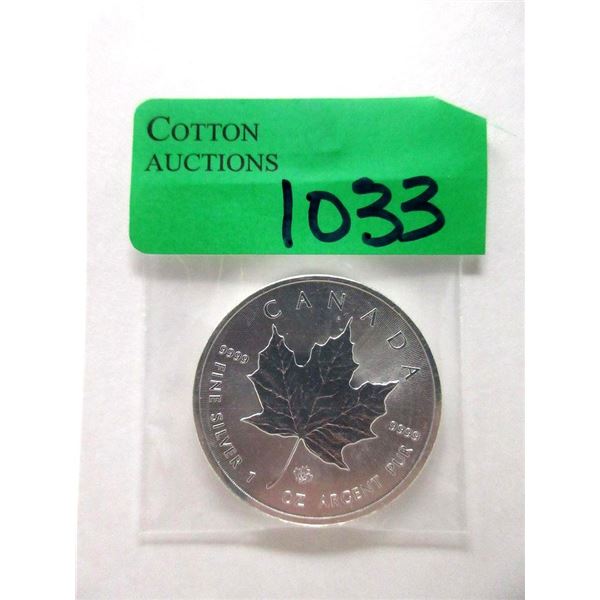 COTTON
AUCTIONS
1033
CANADA
9999
9999
FINE SILVER 1 OZ ARGENT PUR